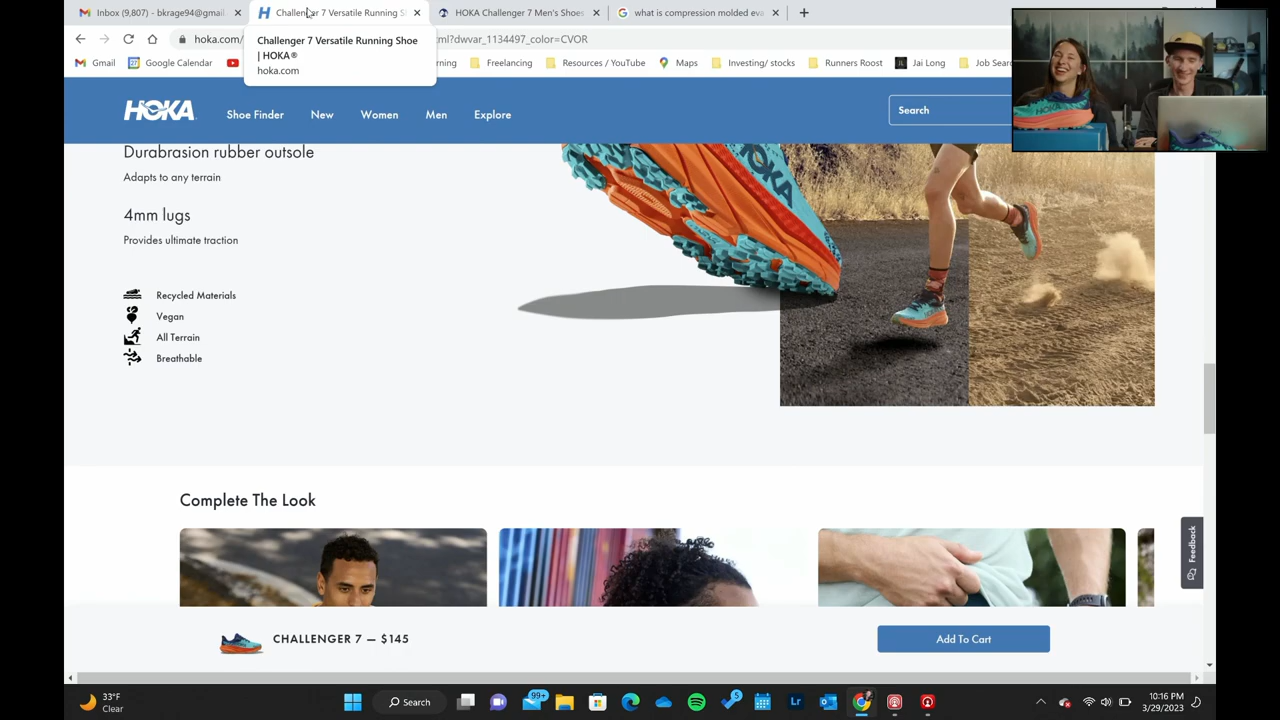 Inbox (9,807) - bkrage94@gmail
Challenger 7 Versatile Running S
HOKA Challenger 7 Men's Shoes
what is compression molded eva
hoka.com/
ml?dwvar_1134497_color=CVOR
Challenger 7 Versatile Running Shoe
| HOKA®
hoka.com
Gmail
Google Calendar
Freelancing
Resources / YouTube
Maps
Investing/ stocks
Runners Roost
Jai Long
Job Sear
HOKA
Shoe Finder
New
Women
Men
Explore
Search
Durabrasion rubber outsole
Adapts to any terrain
4mm lugs
Provides ultimate traction
Recycled Materials
Vegan
All Terrain
Breathable
HOKA
Complete The Look
Feedback
CHALLENGER 7 — $145
Add To Cart
33°F
Clear
Search
99+
5
Lr
10:16 PM
3/29/2023